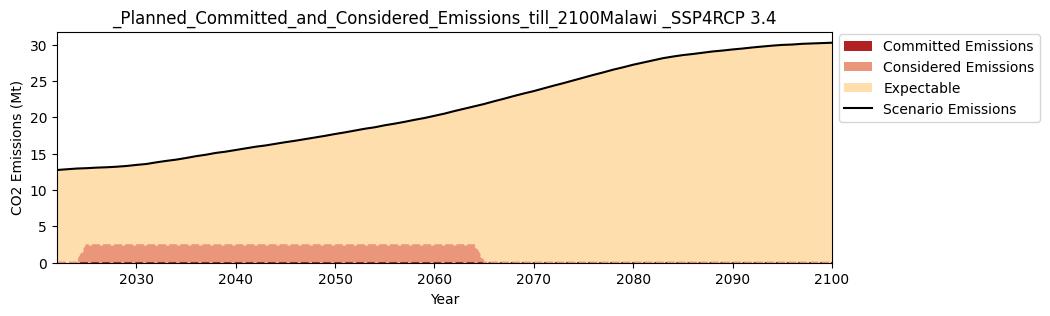 _Planned_Committed_and_Considered_Emissions_till_2100Malawi _SSP4RCP 3.4
CO2 Emissions (Mt)
30
25
20
15
10
5
0
2030 2040 2050 2060 2070 2080 2090 2100
Year
Committed Emissions
Considered Emissions
Expectable
Scenario Emissions